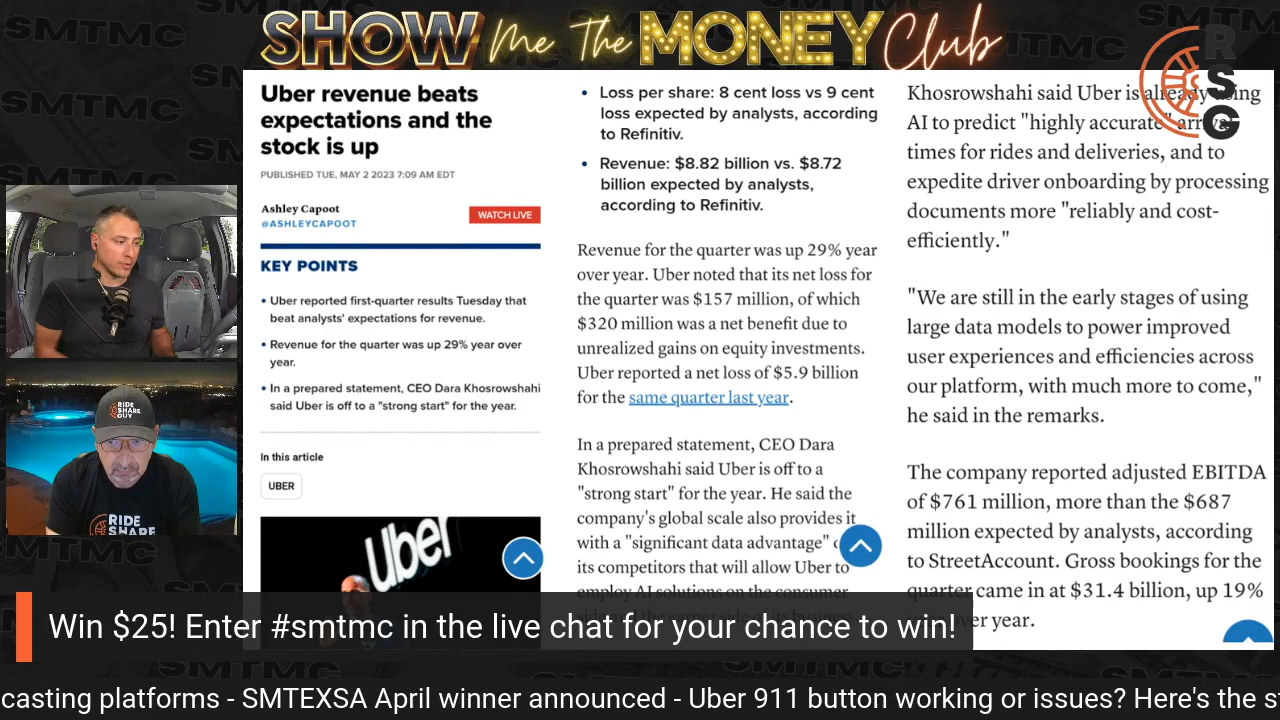 SHOW Me The MONEY Club
RSG
Uber revenue beats
expectations and the
stock is up
PUBLISHED TUE, MAY 2 2023 7:09 AM EDT
Ashley Capoot
@ASHLEYCAPOOT
WATCH LIVE
KEY POINTS
• Uber reported first-quarter results Tuesday that
beat analysts' expectations for revenue.
• Revenue for the quarter was up 29% year over
year.
• In a prepared statement, CEO Dara Khosrowshahi
said Uber is off to a "strong start" for the year.
In this article
UBER
Uber
• Loss per share: 8 cent loss vs 9 cent
loss expected by analysts, according
to Refinitiv.
• Revenue: $8.82 billion vs. $8.72
billion expected by analysts,
according to Refinitiv.
Revenue for the quarter was up 29% year
over year. Uber noted that its net loss for
the quarter was $157 million, of which
$320 million was a net benefit due to
unrealized gains on equity investments.
Uber reported a net loss of $5.9 billion
for the same quarter last year.
In a prepared statement, CEO Dara
Khosrowshahi said Uber is off to a
"strong start" for the year. He said the
company's global scale also provides it
with a "significant data advantage"
its competitors that will allow Uber to
employ AI solutions on the consumer
Khosrowshahi said Uber is already using
AI to predict "highly accurate" arrival
times for rides and deliveries, and to
expedite driver onboarding by processing
documents more "reliably and cost-
efficiently."
"We are still in the early stages of using
large data models to power improved
user experiences and efficiencies across
our platform, with much more to come,"
he said in the remarks.
The company reported adjusted EBITDA
of $761 million, more than the $687
million expected by analysts, according
to StreetAccount. Gross bookings for the
quarter came in at $31.4 billion, up 19%
over year.
RIDE
SHARE
GUY
RIDE
SHARE
Win $25! Enter #smtmc in the live chat for your chance to win!
casting platforms - SMTEXSA April winner announced - Uber 911 button working or issues? Here's the s
SMTMC
SMTMC
SMTMC
SMTMC